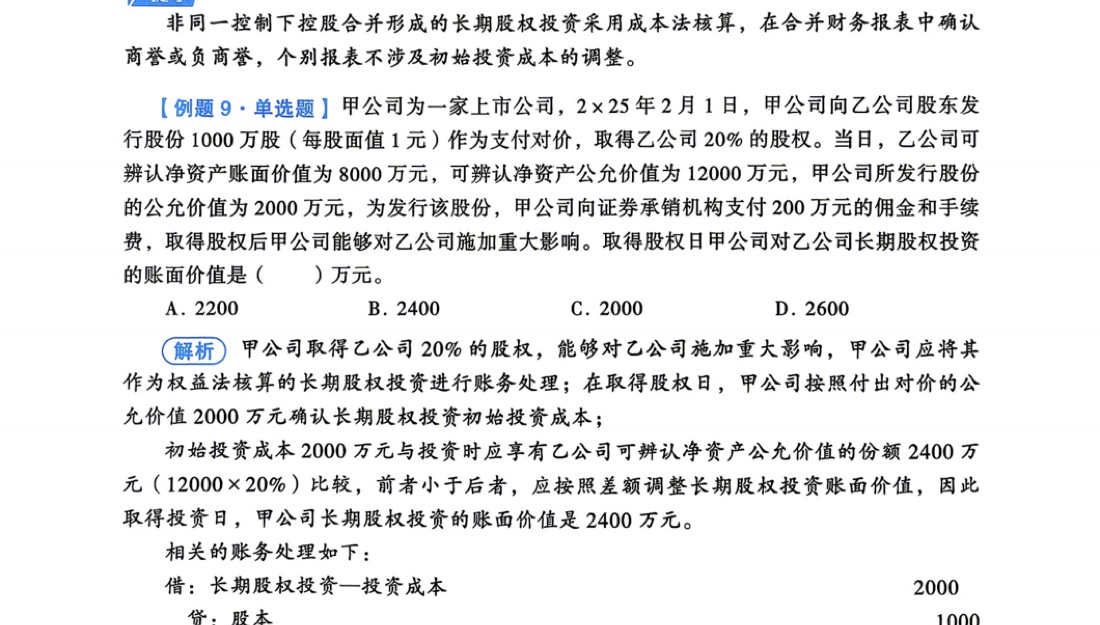 非同一控制下控股合并形成的长期股权投资采用成本法核算，在合并财务报表中确认
商誉或负商誉，个别报表不涉及初始投资成本的调整。
【例题 9·单选题】甲公司为一家上市公司，2×25 年 2 月 1 日，甲公司向乙公司股东发
行股份 1000 万股（每股面值 1 元）作为支付对价，取得乙公司 20% 的股权。当日，乙公司可
辨认净资产账面价值为 8000 万元，可辨认净资产公允价值为 12000 万元，甲公司所发行股份
的公允价值为 2000 万元，为发行该股份，甲公司向证券承销机构支付 200 万元的佣金和手续
费，取得股权后甲公司能够对乙公司施加重大影响。取得股权日甲公司对乙公司长期股权投资
的账面价值是（　　）万元。
A. 2200　B. 2400　C. 2000　D. 2600
解析 甲公司取得乙公司 20% 的股权，能够对乙公司施加重大影响，甲公司应将其
作为权益法核算的长期股权投资进行账务处理；在取得股权日，甲公司按照付出对价的公
允价值 2000 万元确认长期股权投资初始投资成本；
初始投资成本 2000 万元与投资时应享有乙公司可辨认净资产公允价值的份额 2400 万
元（12000×20%）比较，前者小于后者，应按照差额调整长期股权投资账面价值，因此
取得投资日，甲公司长期股权投资的账面价值是 2400 万元。
相关的账务处理如下：
借：长期股权投资—投资成本　2000
贷：股本　1000